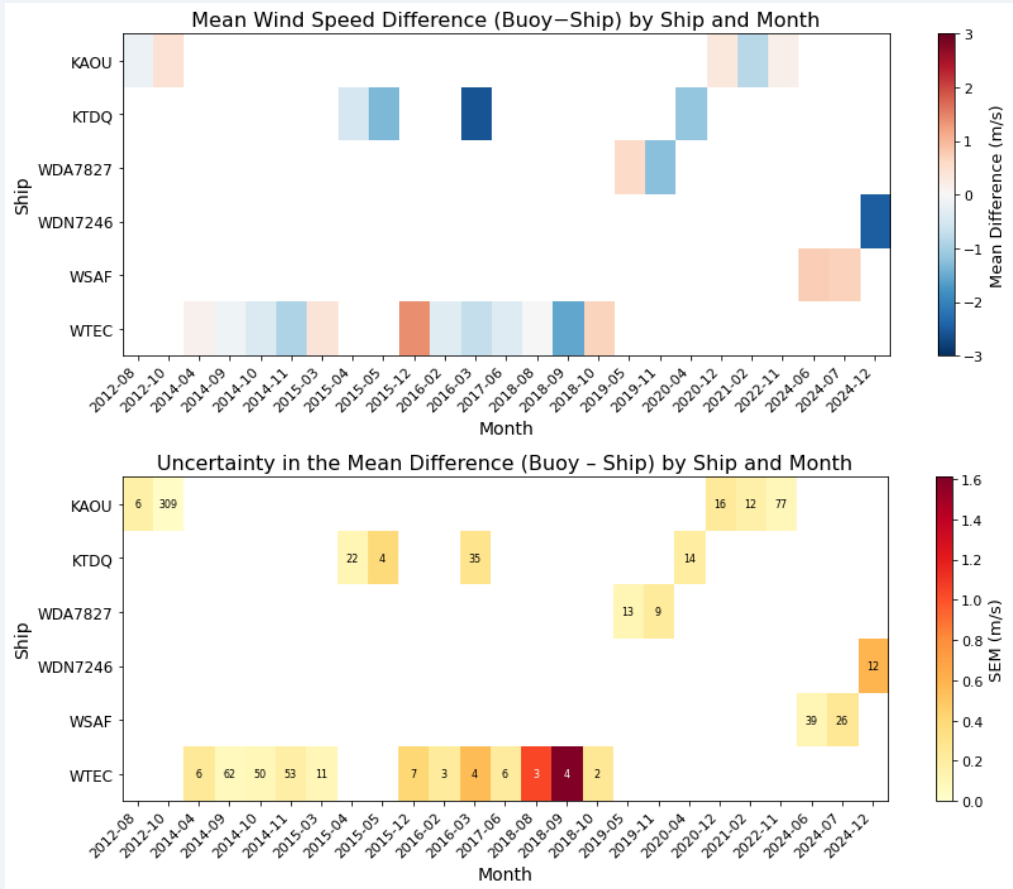 Mean Wind Speed Difference (Buoy−Ship) by Ship and Month
KAOU
KTDQ
WDA7827
WDN7246
WSAF
WTEC
Ship
2012-08 2012-10 2014-04 2014-09 2014-10 2014-11 2015-03 2015-04 2015-05 2015-12 2016-02 2016-03 2017-06 2018-08 2018-09 2018-10 2019-05 2019-11 2020-04 2020-12 2021-02 2022-11 2024-06 2024-07 2024-12
Month
3
2
1
0
−1
−2
−3
Mean Difference (m/s)
Uncertainty in the Mean Difference (Buoy – Ship) by Ship and Month
KAOU 6 309 16 12 77
KTDQ 22 4 35 14
WDA7827 13 9
WDN7246 12
WSAF 39 26
WTEC 6 62 50 53 11 7 3 4 6 3 4 2
Ship
2012-08 2012-10 2014-04 2014-09 2014-10 2014-11 2015-03 2015-04 2015-05 2015-12 2016-02 2016-03 2017-06 2018-08 2018-09 2018-10 2019-05 2019-11 2020-04 2020-12 2021-02 2022-11 2024-06 2024-07 2024-12
Month
1.6
1.4
1.2
1.0
0.8
0.6
0.4
0.2
0.0
SEM (m/s)